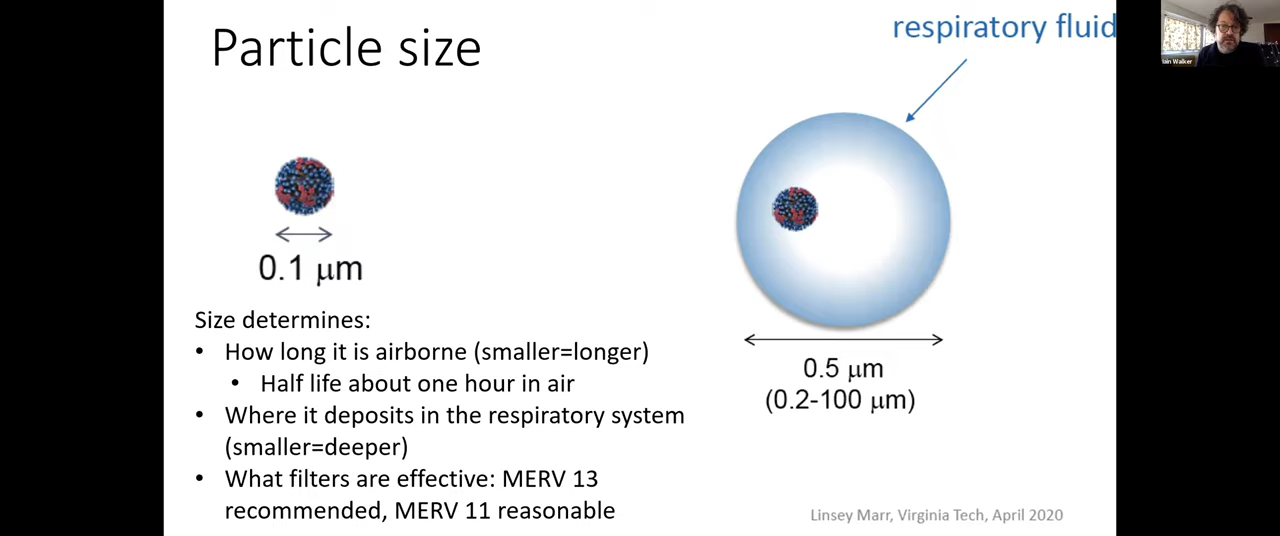 Particle size
respiratory fluid
Iain Walker
0.1 μm
0.5 μm
(0.2-100 μm)
Size determines:
• How long it is airborne (smaller=longer)
• Half life about one hour in air
• Where it deposits in the respiratory system
(smaller=deeper)
• What filters are effective: MERV 13
recommended, MERV 11 reasonable
Linsey Marr, Virginia Tech, April 2020